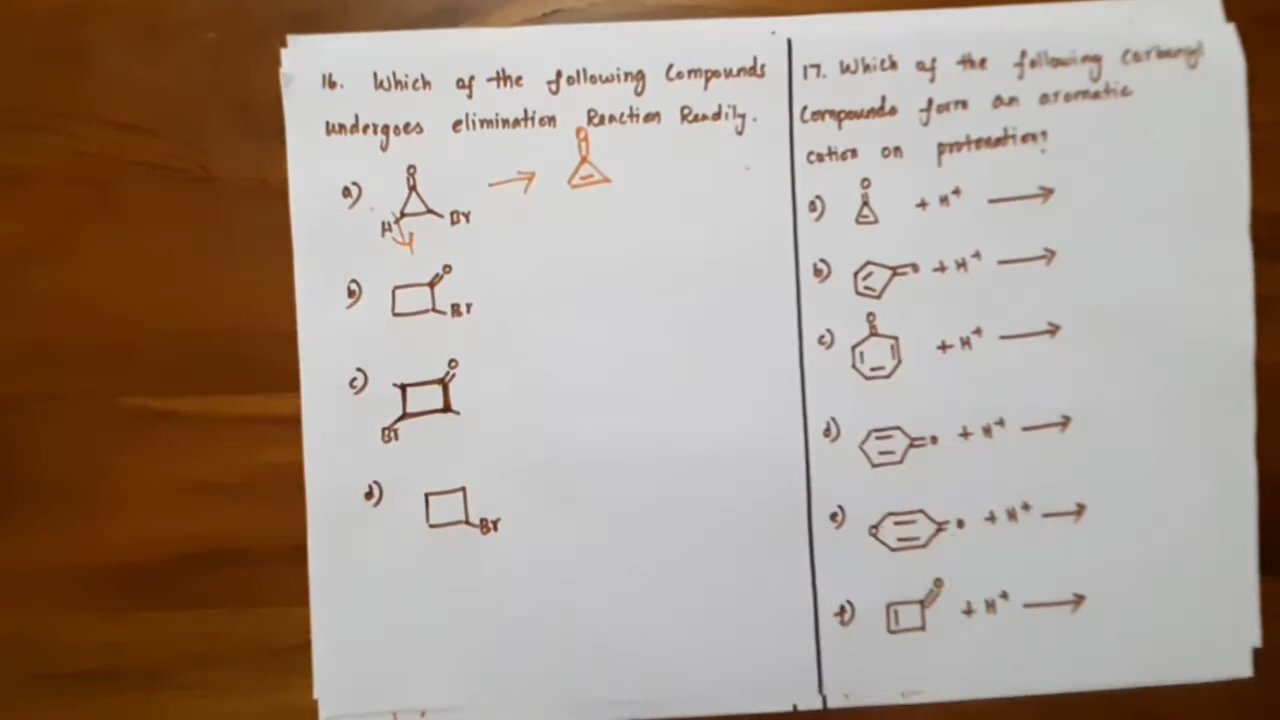 16. Which of the following Compounds
undergoes elimination Reaction Readily.
a) O H Br O
b) O Br
c) O Br
d) Br
17. Which of the following Carbonyl
Compounds form an aromatic
cation on protonation?
a) O + H+
b) O + H+
c) O + H+
d) O + H+
e) O O + H+
f) O + H+